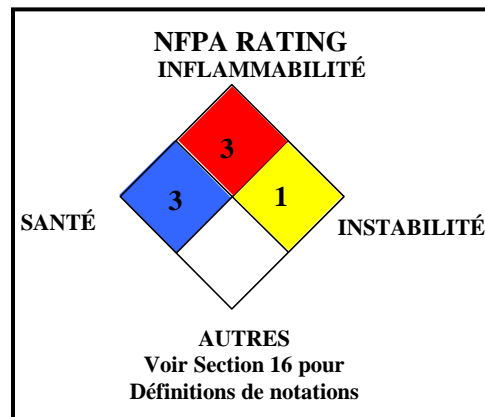 NFPA RATING
INFLAMMABILITÉ
3
3
1
SANTÉ
INSTABILITÉ
AUTRES
Voir Section 16 pour
Définitions de notations